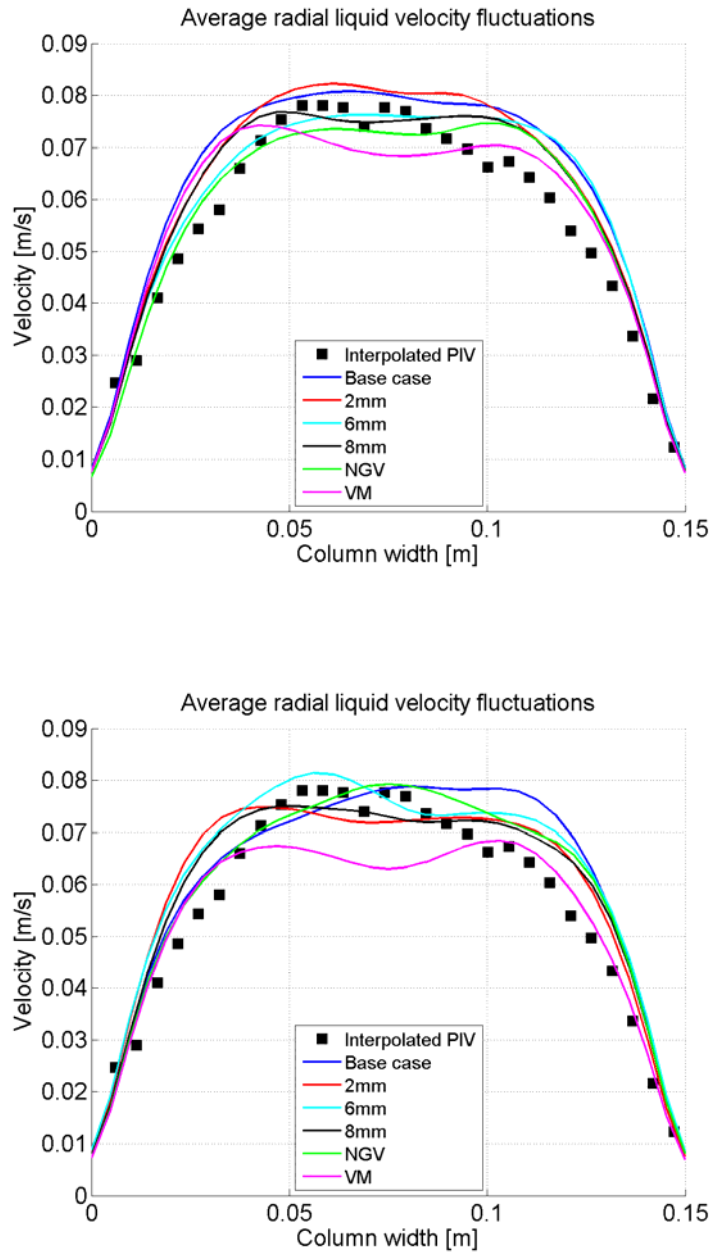 Average radial liquid velocity fluctuations
0.09
0.08
0.07
0.06
0.05
0.04
0.03
0.02
0.01
0
Velocity [m/s]
Interpolated PIV
Base case
2mm
6mm
8mm
NGV
VM
0
0.05
0.1
0.15
Column width [m]
Average radial liquid velocity fluctuations
0.09
0.08
0.07
0.06
0.05
0.04
0.03
0.02
0.01
0
Velocity [m/s]
Interpolated PIV
Base case
2mm
6mm
8mm
NGV
VM
0
0.05
0.1
0.15
Column width [m]